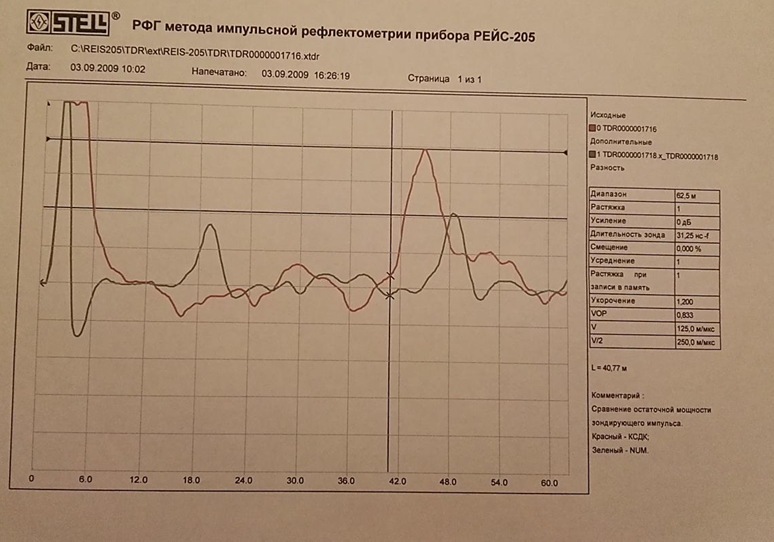 STELL®
РФГ метода импульсной рефлектометрии прибора РЕЙС-205
Файл: C:\REIS205\TDR\ext\REIS-205\TDR\TDR0000001716.xtdr
Дата: 03.09.2009 10:02 Напечатано: 03.09.2009 16:26:19 Страница 1 из 1
Исходные
0 TDR0000001716
Дополнительные
1 TDR0000001718.x_TDR0000001718
Разность
Диапазон 62,5 м
Растяжка 1
Усиление 0 дБ
Длительность зонда 31,25 нс-f
Смещение 0,000 %
Усреднение 1
Растяжка при 1
записи в память
Укорочение 1,200
VOP 0,833
V 125,0 м/мкс
V/2 250,0 м/мкс
L = 40,77 м
Комментарий :
Сравнение остаточной мощности
зондирующего импульса.
Красный - КСДК;
Зеленый - NUM.
0 6.0 12.0 18.0 24.0 30.0 36.0 42.0 48.0 54.0 60.0